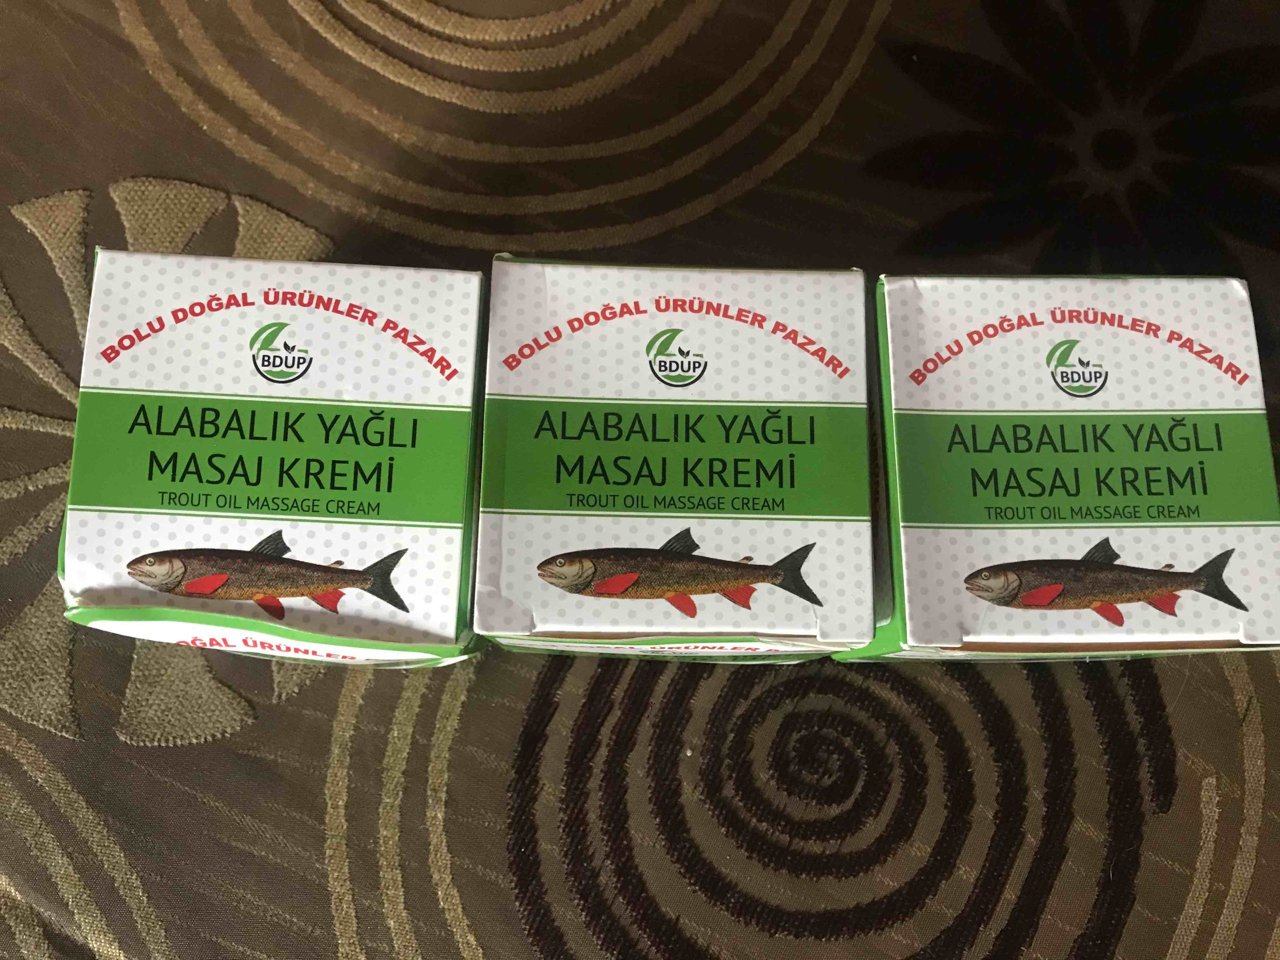 BOLU DOĞAL ÜRÜNLER PAZARI
BDUP
ALABALIK YAĞLI
MASAJ KREMİ
TROUT OIL MASSAGE CREAM
DOĞAL ÜRÜNLER
BOLU DOĞAL ÜRÜNLER PAZARI
BDUP
ALABALIK YAĞLI
MASAJ KREMİ
TROUT OIL MASSAGE CREAM
ÜRÜNLER
BOLU DOĞAL ÜRÜNLER PAZARI
BDUP
ALABALIK YAĞLI
MASAJ KREMİ
TROUT OIL MASSAGE CREAM